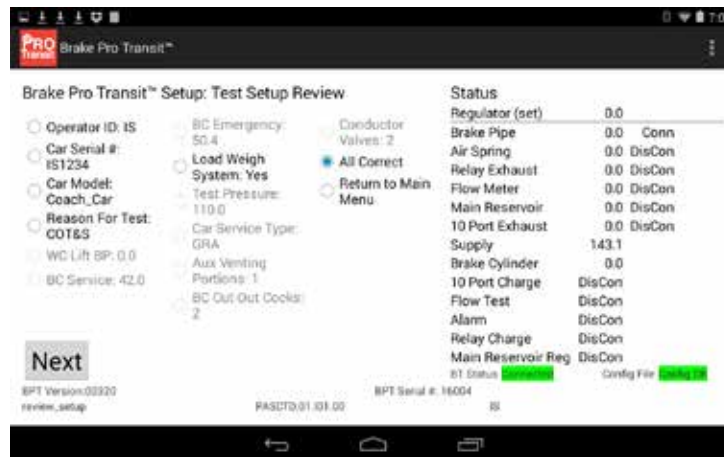 7:0
PRO
Transit
Brake Pro Transit™
Brake Pro Transit™ Setup: Test Setup Review
Operator ID: IS
Car Serial #:
IS1234
Car Model:
Coach_Car
Reason For Test:
COT&S
WC Lift BP: 0.0
BC Service: 42.0
BC Emergency:
50.4
Load Weigh
System: Yes
Test Pressure:
110.0
Car Service Type:
GRA
Aux Venting
Portions: 1
BC Cut Out Cocks:
2
Conductor
Valves: 2
All Correct
Return to Main
Menu
Status
Regulator (set) 0.0
Brake Pipe 0.0 Conn
Air Spring 0.0 DisCon
Relay Exhaust 0.0 DisCon
Flow Meter 0.0 DisCon
Main Reservoir 0.0 DisCon
10 Port Exhaust 0.0 DisCon
Supply 143.1
Brake Cylinder 0.0
10 Port Charge DisCon
Flow Test DisCon
Alarm DisCon
Relay Charge DisCon
Main Reservoir Reg DisCon
BT Status Connected Config File Config OK
Next
BPT Version:00920 BPT Serial #: 16004
review_setup IS